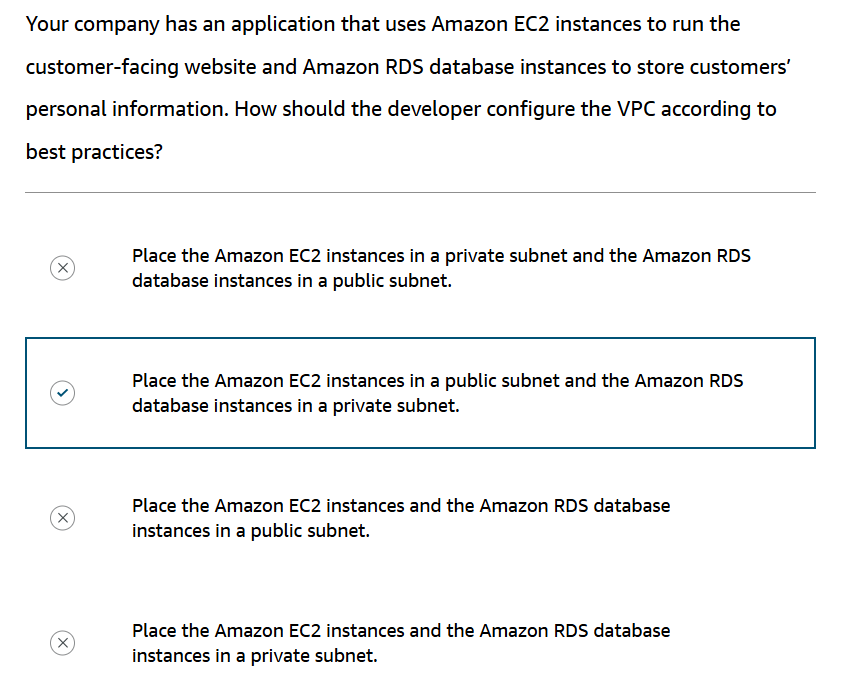 Your company has an application that uses Amazon EC2 instances to run the
customer-facing website and Amazon RDS database instances to store customers’
personal information. How should the developer configure the VPC according to
best practices?
Place the Amazon EC2 instances in a private subnet and the Amazon RDS
database instances in a public subnet.
Place the Amazon EC2 instances in a public subnet and the Amazon RDS
database instances in a private subnet.
Place the Amazon EC2 instances and the Amazon RDS database
instances in a public subnet.
Place the Amazon EC2 instances and the Amazon RDS database
instances in a private subnet.